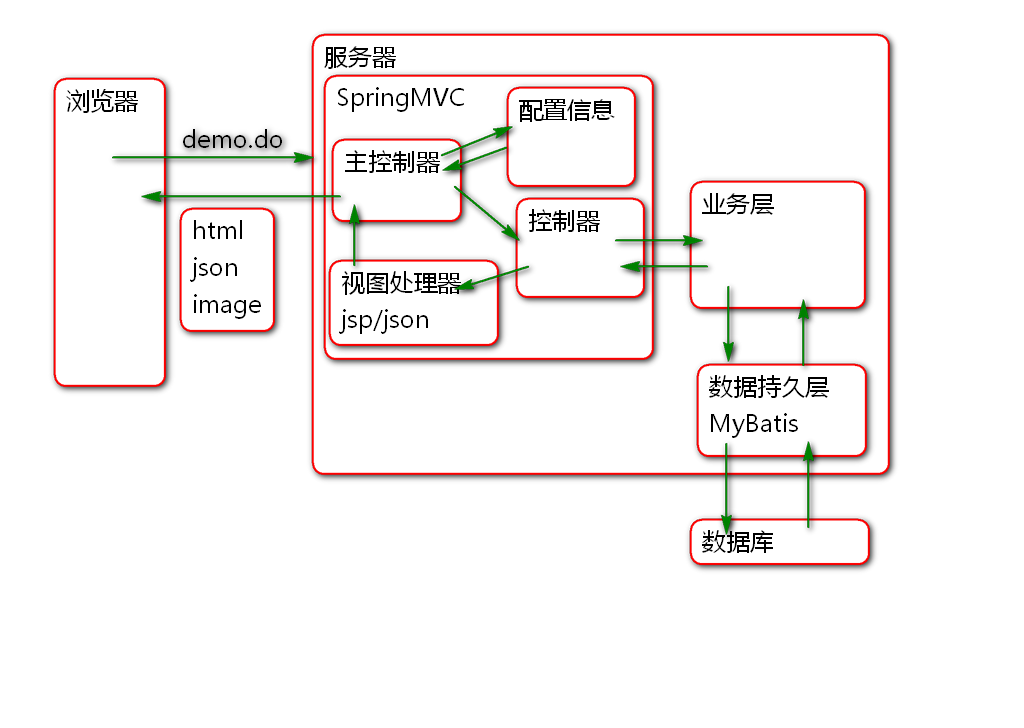 服务器
浏览器
SpringMVC
配置信息
demo.do
主控制器
业务层
控制器
html
json
image
视图处理器
jsp/json
数据持久层
MyBatis
数据库